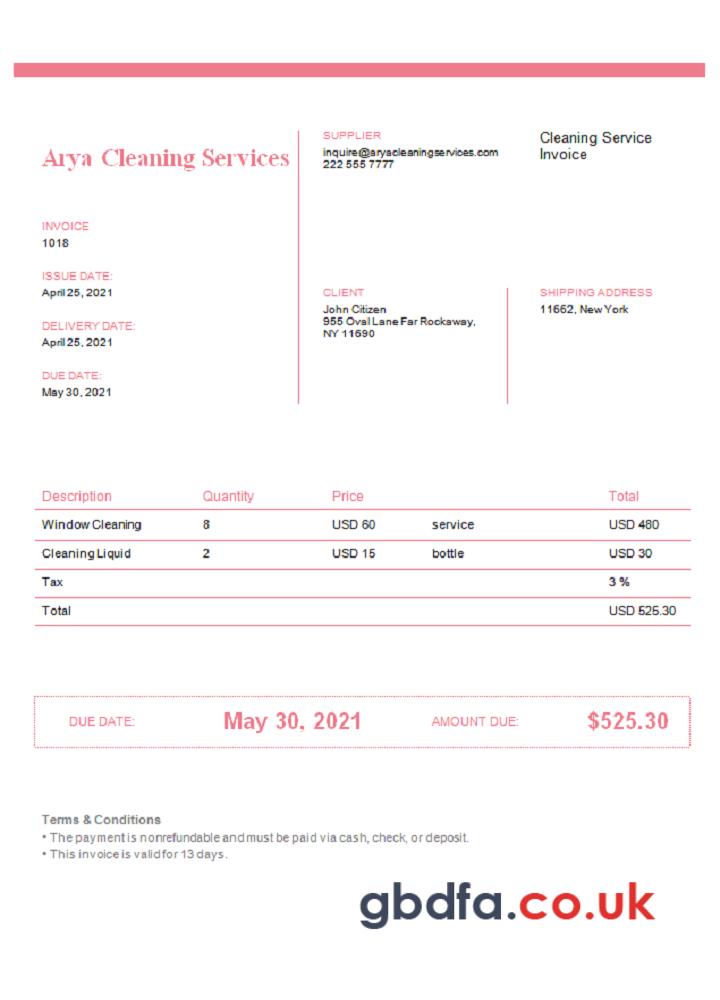 Arya Cleaning Services
SUPPLIER
inquire@aryacleaningservices.com
222 555 7777
Cleaning Service
Invoice
INVOICE
1018
ISSUE DATE:
April 25, 2021
DELIVERY DATE:
April 25, 2021
DUE DATE:
May 30, 2021
CLIENT
John Citizen
955 Oval Lane Far Rockaway,
NY 11690
SHIPPING ADDRESS
11662, New York
Description Quantity Price Total
Window Cleaning 8 USD 60 service USD 480
Cleaning Liquid 2 USD 15 bottle USD 30
Tax 3 %
Total USD 525.30
DUE DATE: May 30, 2021 AMOUNT DUE: $525.30
Terms & Conditions
• The payment is nonrefundable and must be paid via cash, check, or deposit.
• This invoice is valid for 13 days.
gbdfa.co.uk